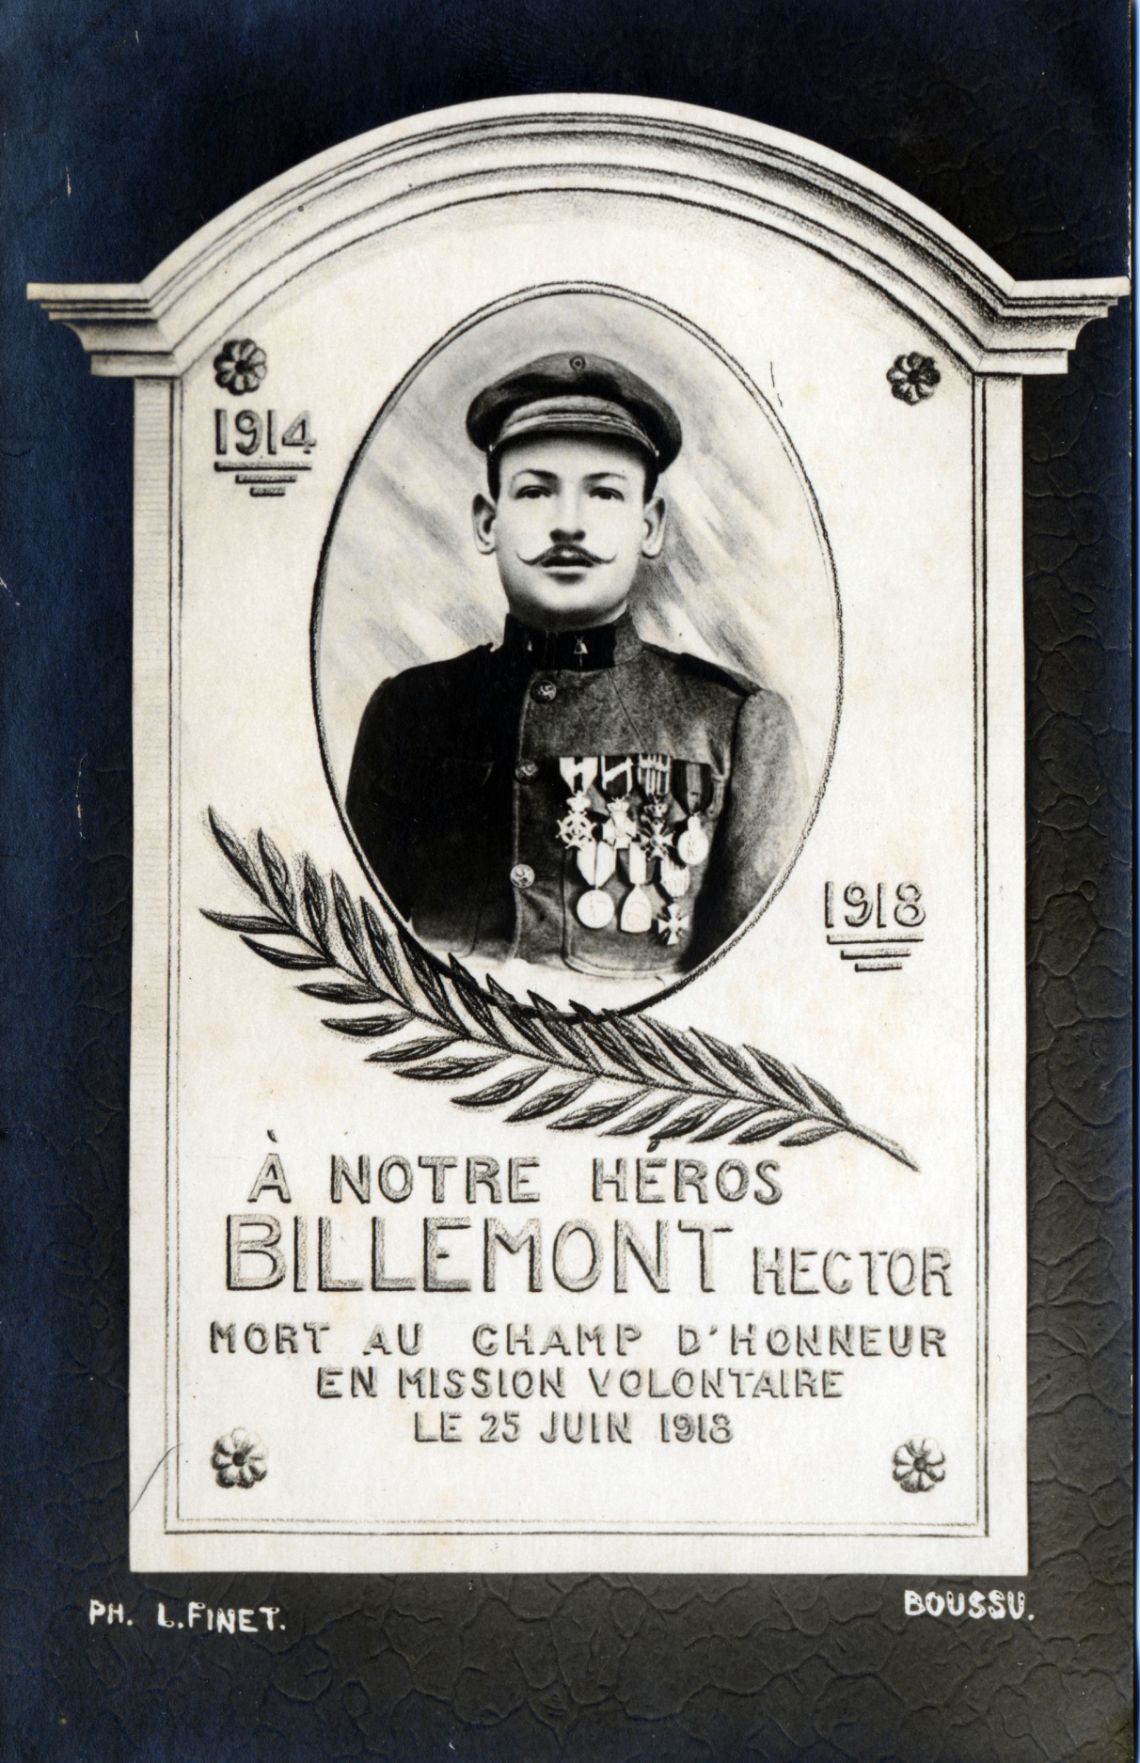 1914
1918
À NOTRE HÉROS
BILLEMONT HECTOR
MORT AU CHAMP D'HONNEUR
EN MISSION VOLONTAIRE
LE 25 JUIN 1918
PH. L. FINET.
BOUSSU.